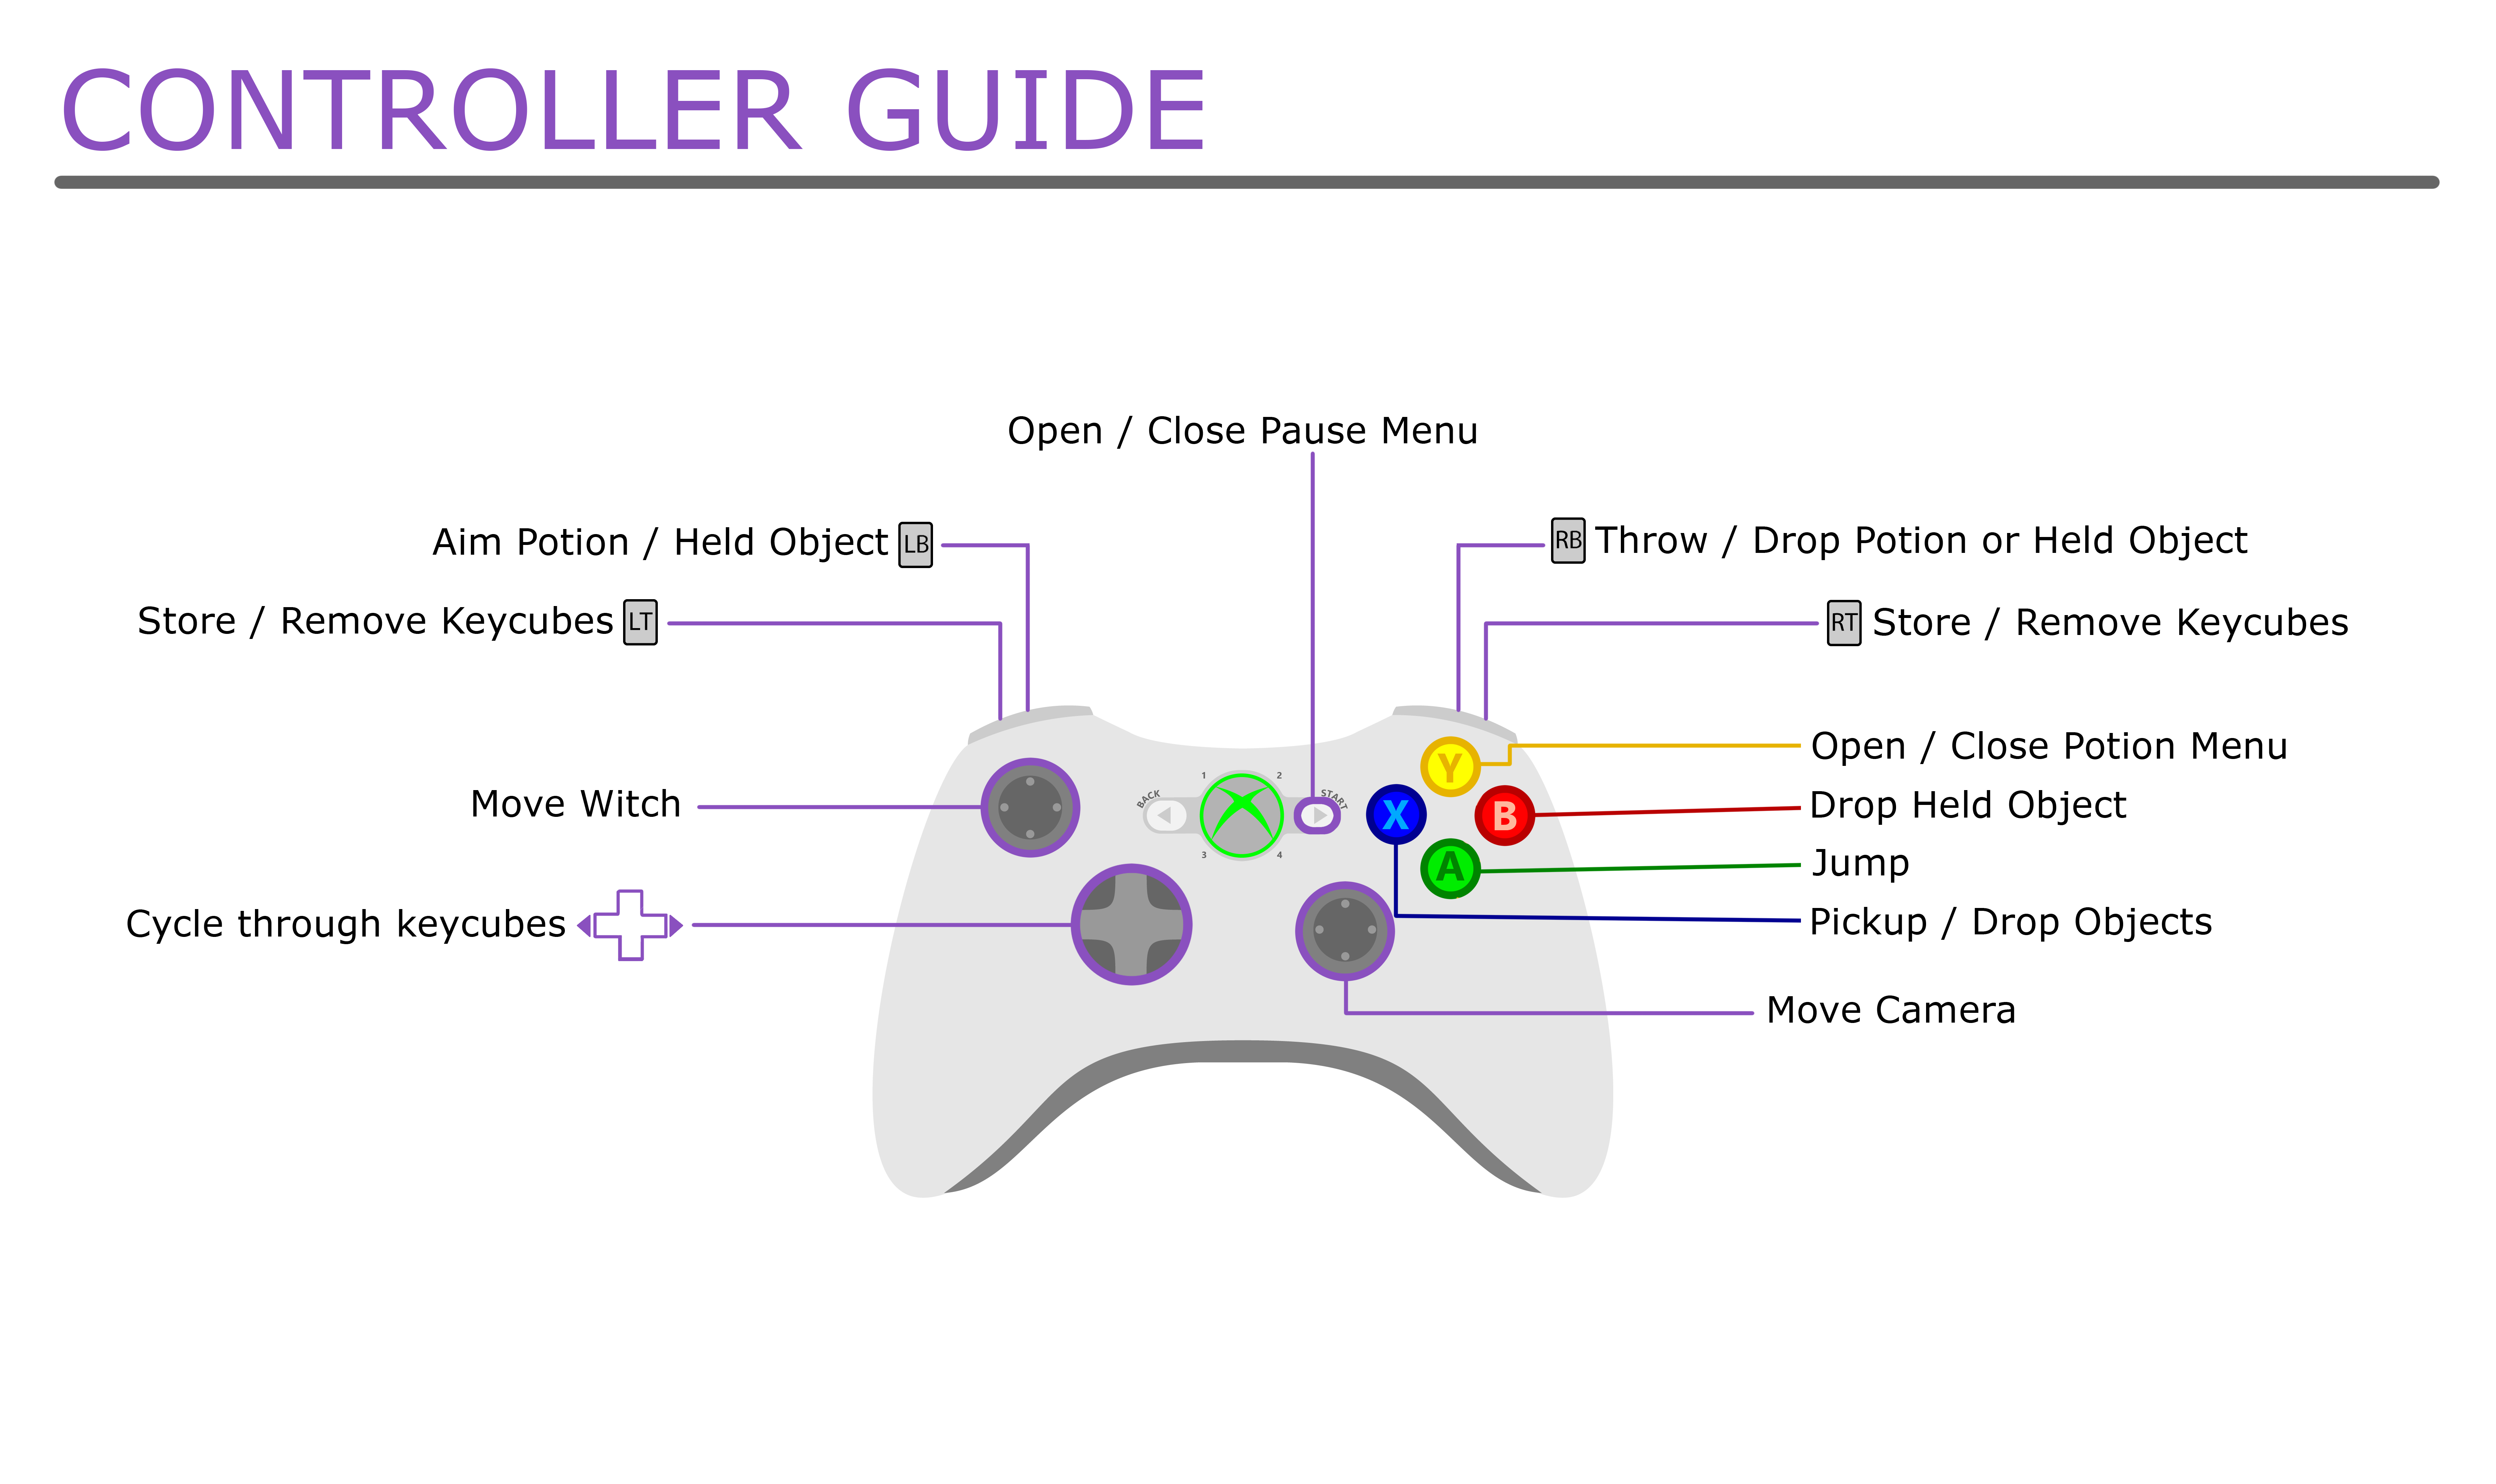 CONTROLLER GUIDE
Open / Close Pause Menu
Aim Potion / Held Object LB
RB Throw / Drop Potion or Held Object
Store / Remove Keycubes LT
RT Store / Remove Keycubes
Open / Close Potion Menu
Move Witch
Drop Held Object
Jump
Cycle through keycubes
Pickup / Drop Objects
Move Camera
BACK
START
1
2
3
4
Y
X
B
A